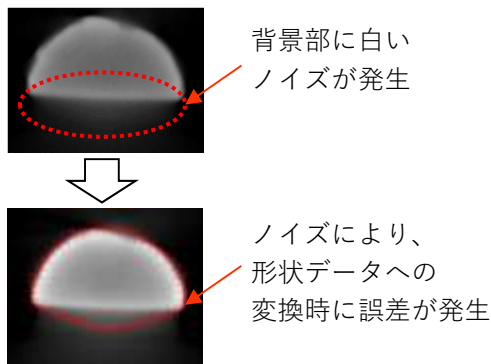 背景部に白い
ノイズが発生
ノイズにより、
形状データへの
変換時に誤差が発生